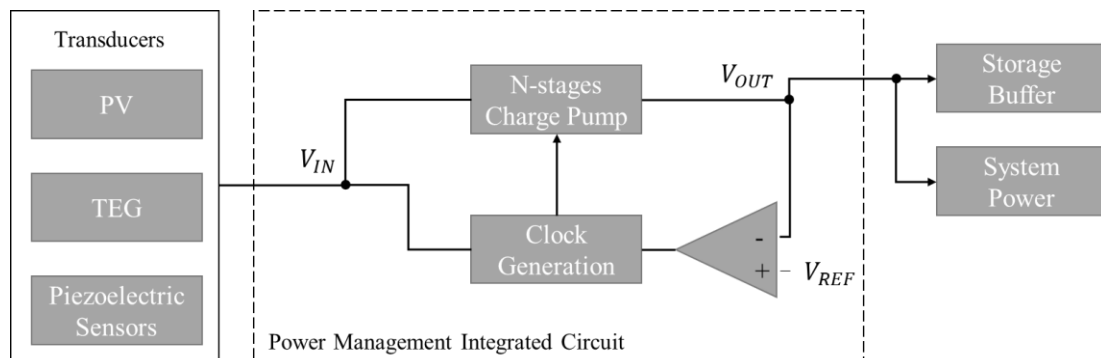 Transducers
PV
TEG
Piezoelectric
Sensors
V_IN
N-stages
Charge Pump
Clock
Generation
V_OUT
-
+ - V_REF
Power Management Integrated Circuit
Storage
Buffer
System
Power